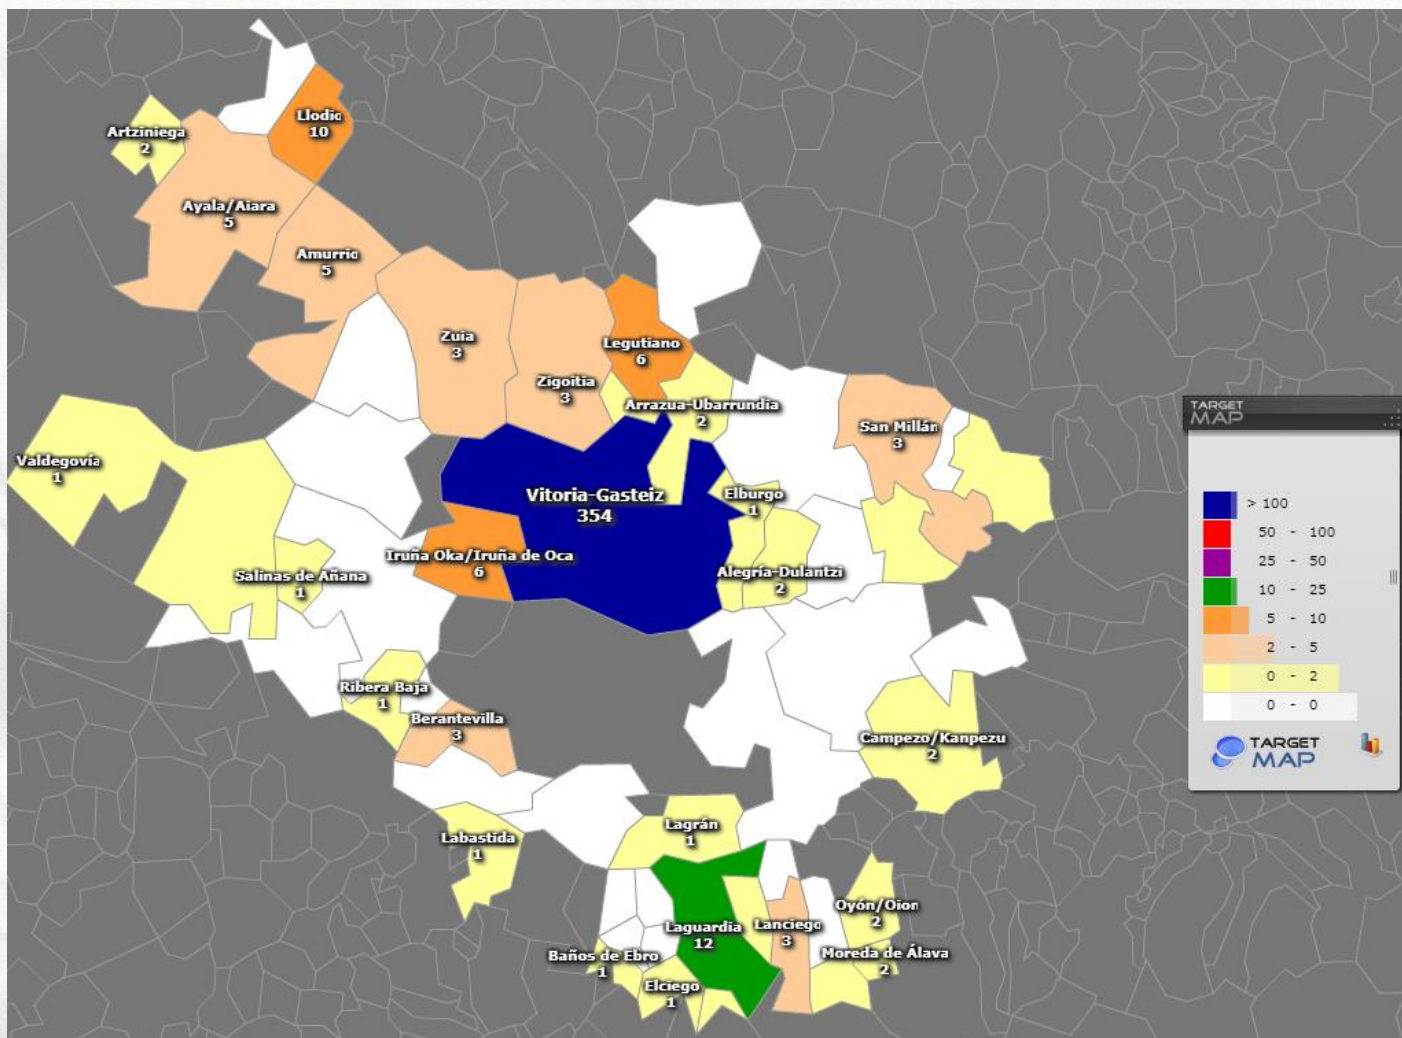 Llodio
10
Artziniega
2
Ayala/Aiara
5
Amurrio
5
Zuia
3
Legutiano
6
Zigoitia
3
Arrazua-Ubarrundia
2
San Millán
3
Valdegovía
1
Vitoria-Gasteiz
354
Elburgo
1
Iruña Oka/Iruña de Oca
6
Salinas de Añana
1
Alegría-Dulantzi
2
Ribera Baja
1
Berantevilla
3
Campezo/Kanpezu
2
Labastida
1
Lagrán
1
Laguardia
12
Lanciego
3
Oyón/Oion
2
Baños de Ebro
1
Moreda de Álava
2
Elciego
1
TARGET
MAP
> 100
50 - 100
25 - 50
10 - 25
5 - 10
2 - 5
0 - 2
0 - 0
TARGET
MAP